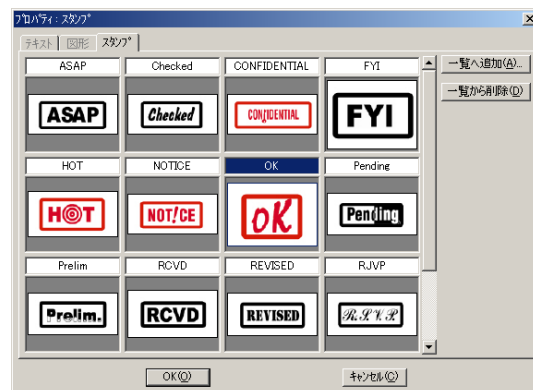 プロパティ：スタンプ
テキスト 図形 スタンプ
ASAP Checked CONFIDENTIAL FYI
一覧へ追加(A)...
一覧から削除(D)
ASAP Checked CONFIDENTIAL FYI
HOT NOTICE OK Pending
HOT NOT!CE OK Pending
Prelim RCVD REVISED RJVP
Prelim. RCVD REVISED R.S.V.P.
OK(O) キャンセル(C)